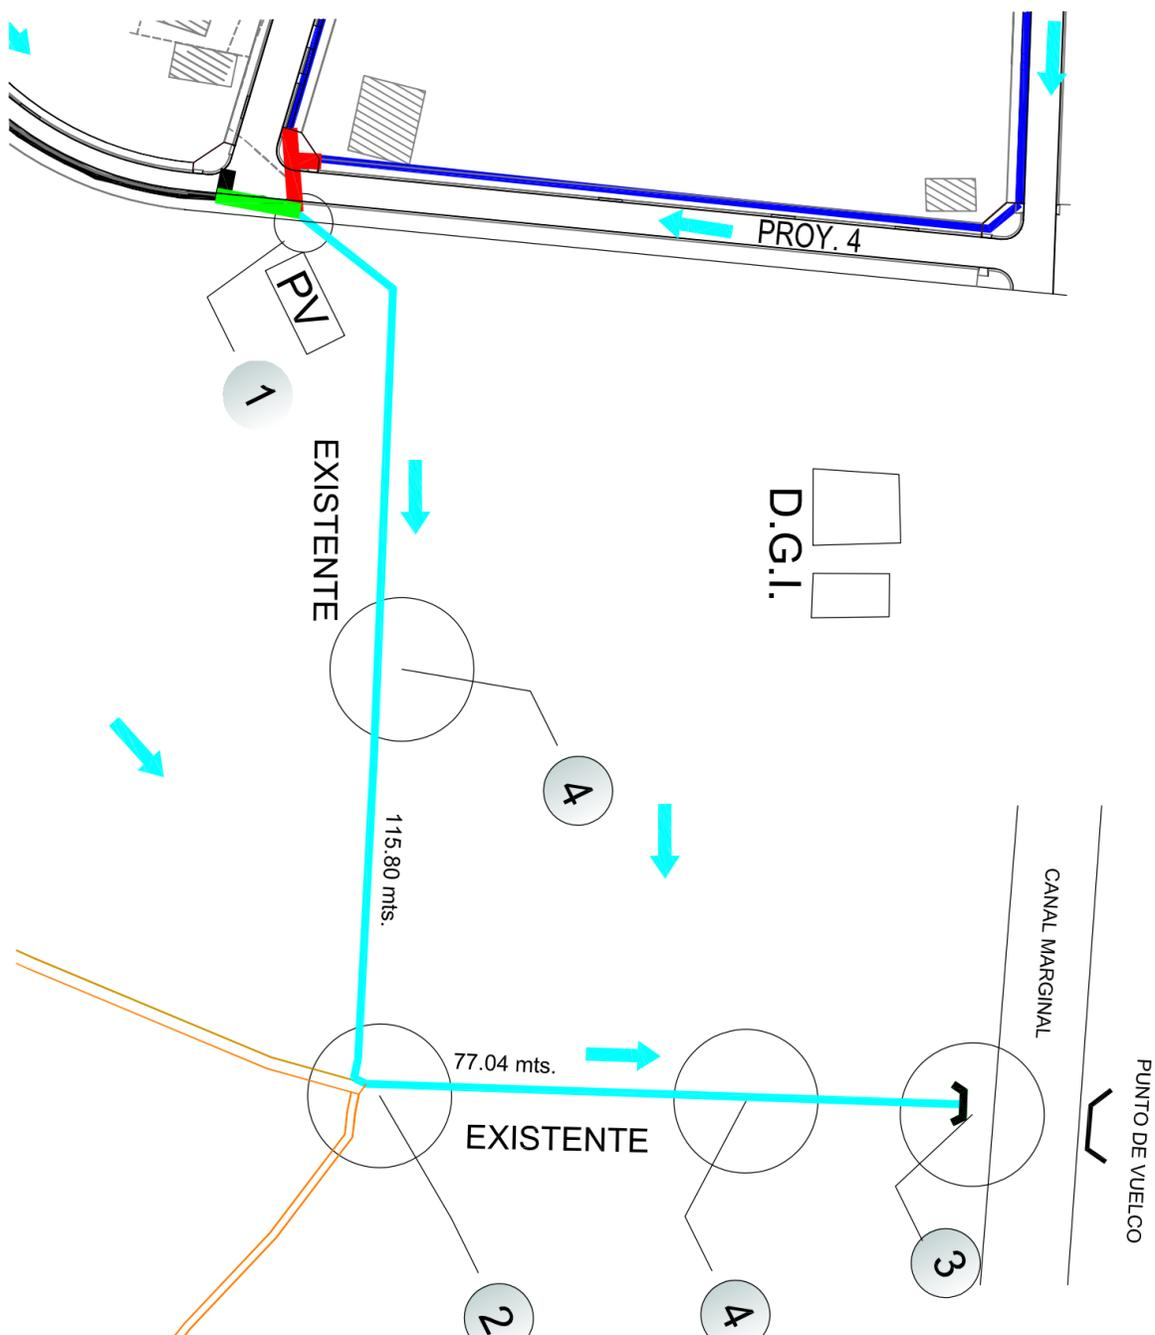 PROY. 4
PV
1
EXISTENTE
D.G.I.
4
115.80 mts.
CANAL MARGINAL
77.04 mts.
EXISTENTE
PUNTO DE VUELCO
3
2
4